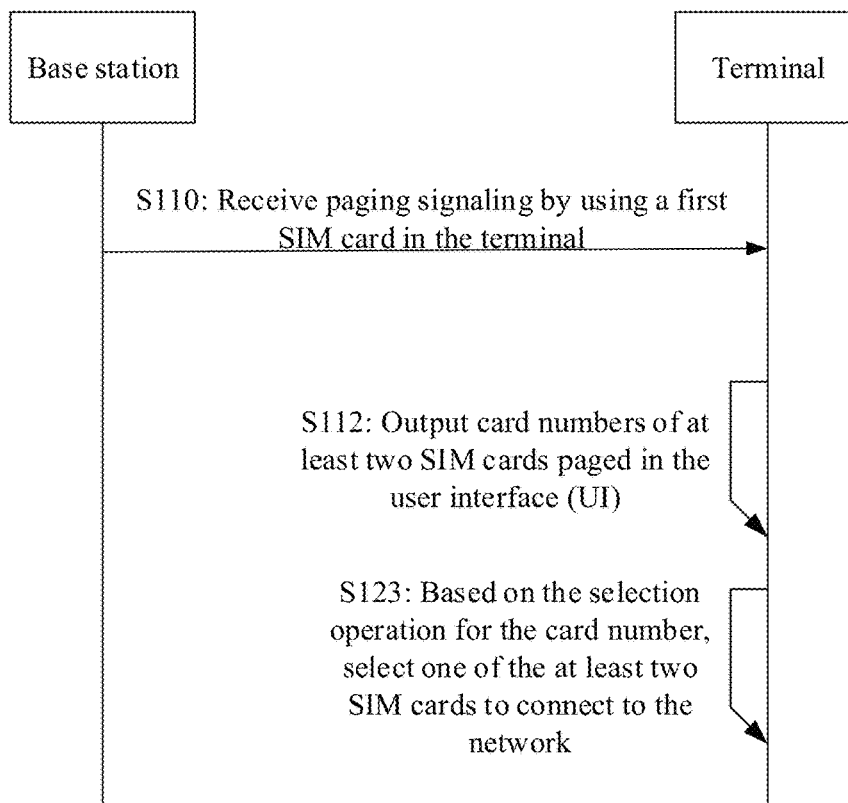 Base station
Terminal
S110: Receive paging signaling by using a first
SIM card in the terminal
S112: Output card numbers of at
least two SIM cards paged in the
user interface (UI)
S123: Based on the selection
operation for the card number,
select one of the at least two
SIM cards to connect to the
network